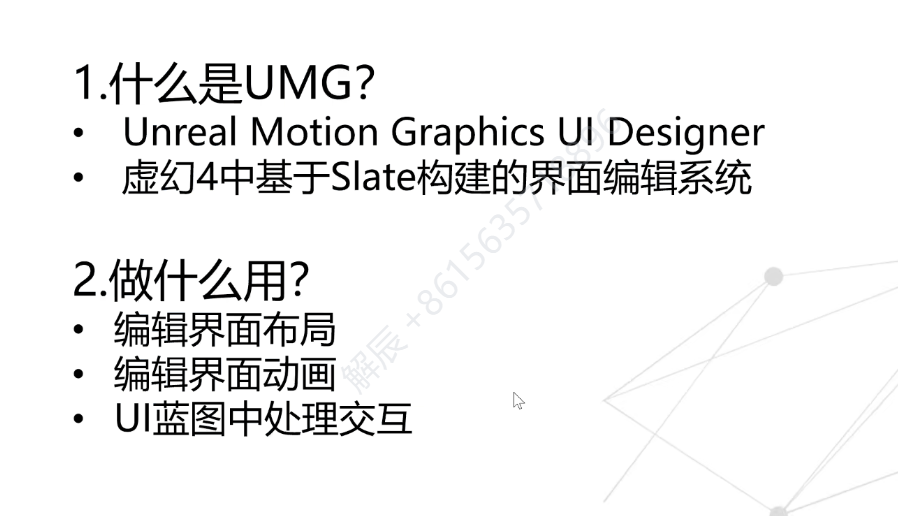 1.什么是UMG？
• Unreal Motion Graphics UI Designer
• 虚幻4中基于Slate构建的界面编辑系统
2.做什么用？
• 编辑界面布局
• 编辑界面动画
• UI蓝图中处理交互
解辰